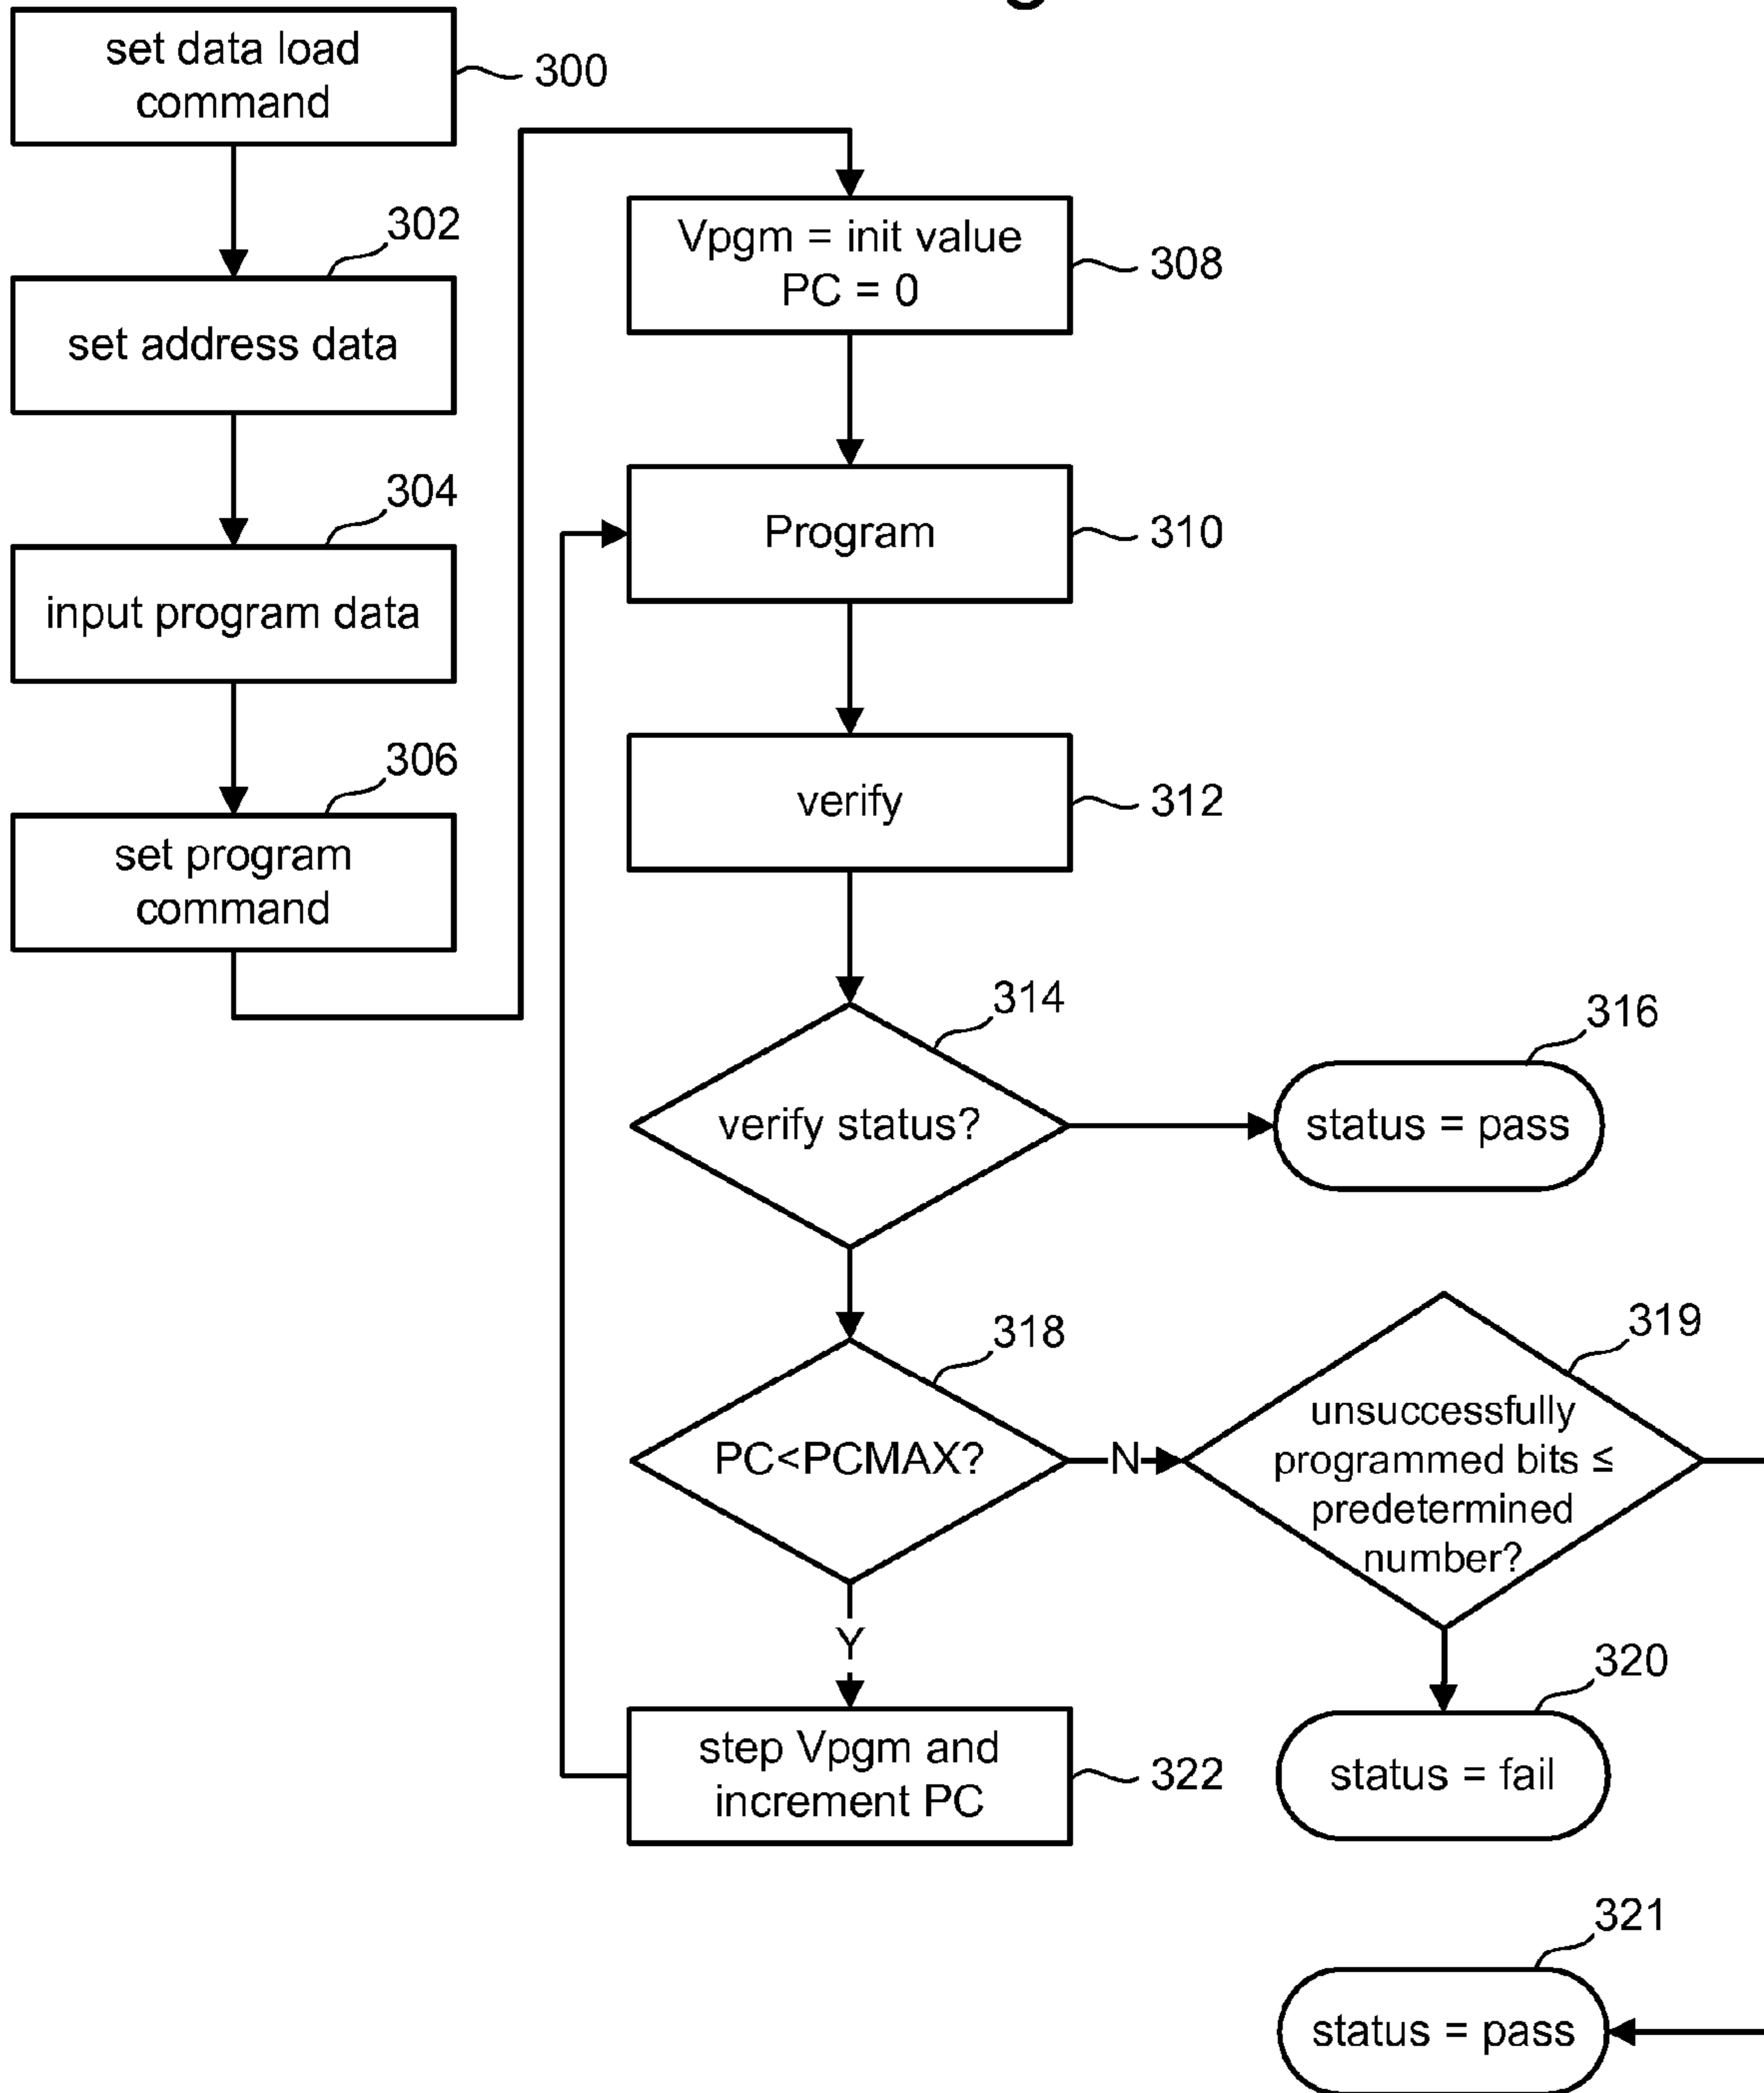 set data load
command
300
302
set address data
304
input program data
306
set program
command
Vpgm = init value
PC = 0
308
Program
310
verify
312
314
verify status?
316
status = pass
318
PC<PCMAX?
N
319
unsuccessfully
programmed bits ≤
predetermined
number?
Y
320
status = fail
step Vpgm and
increment PC
322
321
status = pass